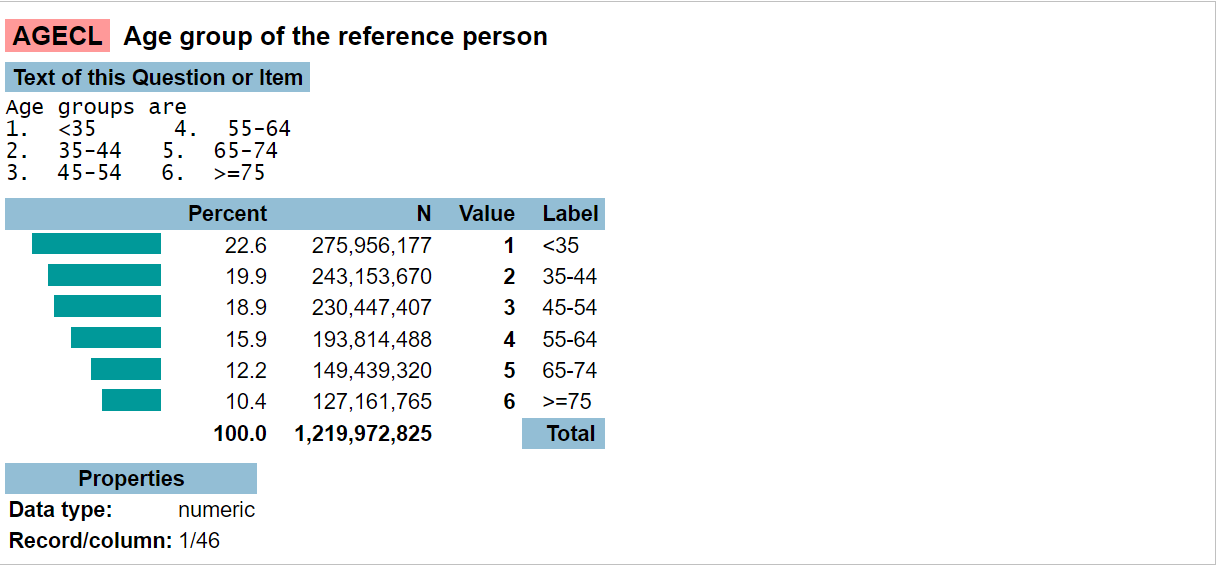 AGECL Age group of the reference person
Text of this Question or Item
Age groups are
1. <35 4. 55-64
2. 35-44 5. 65-74
3. 45-54 6. >=75
Percent N Value Label
22.6 275,956,177 1 <35
19.9 243,153,670 2 35-44
18.9 230,447,407 3 45-54
15.9 193,814,488 4 55-64
12.2 149,439,320 5 65-74
10.4 127,161,765 6 >=75
100.0 1,219,972,825 Total
Properties
Data type: numeric
Record/column: 1/46